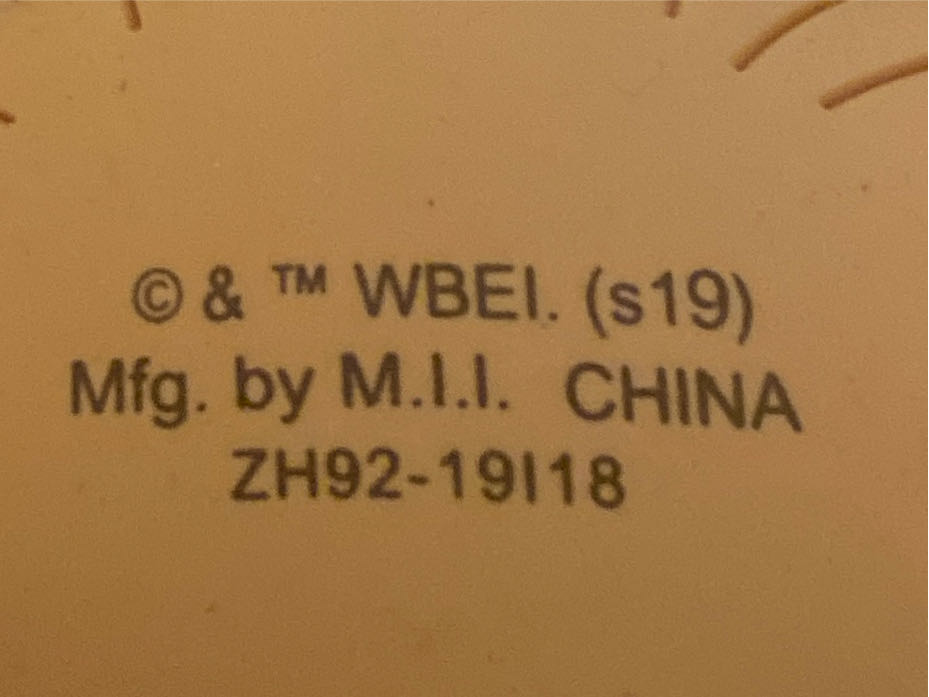 © & ™ WBEI. (s19)
Mfg. by M.I.I. CHINA
ZH92-19I18